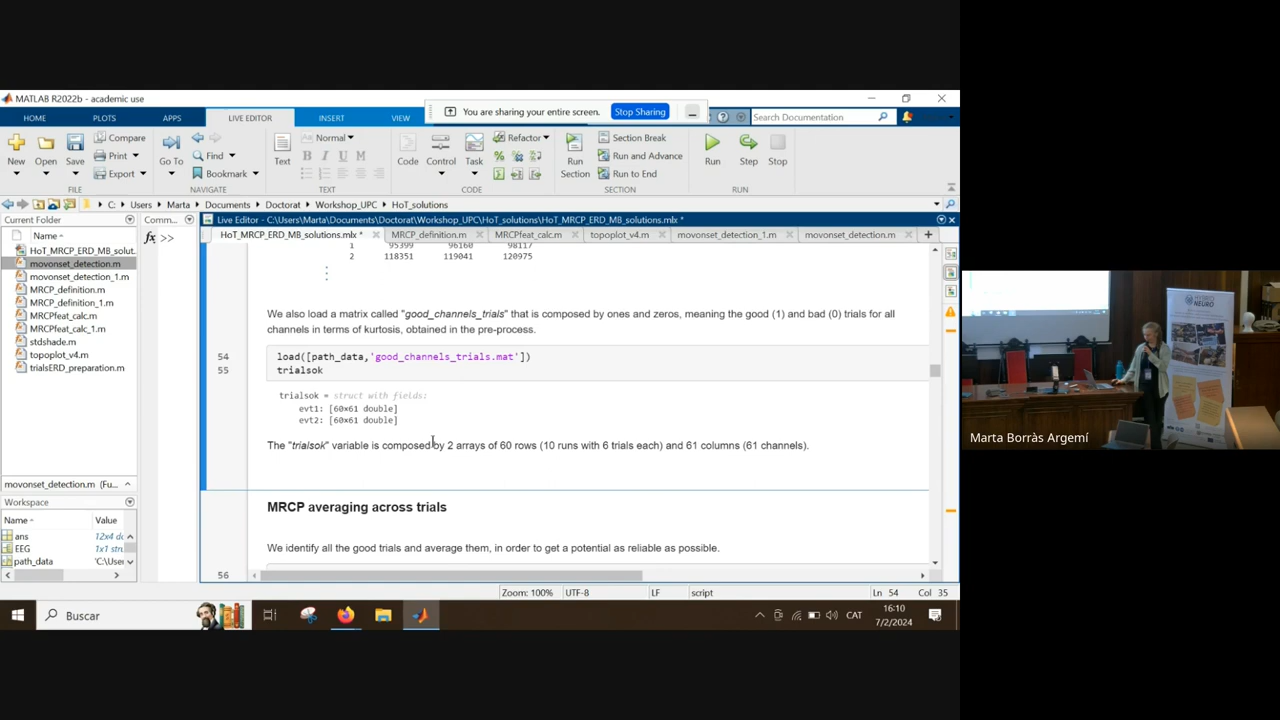 MATLAB R2022b - academic use
You are sharing your entire screen.
Stop Sharing
HOME
PLOTS
APPS
LIVE EDITOR
INSERT
VIEW
Search Documentation
New
Open
Save
Compare
Print
Export
FILE
Go To
Find
Bookmark
NAVIGATE
Text
Normal
B I U M
TEXT
Code
Control
Task
Refactor
CODE
Run
Section
Section Break
Run and Advance
Run to End
SECTION
Run
Step
Stop
RUN
C: Users Marta Documents Doctorat Workshop_UPC HoT_solutions
Current Folder
Name
HoT_MRCP_ERD_MB_solut...
movonset_detection.m
movonset_detection_1.m
MRCP_definition.m
MRCP_definition_1.m
MRCPfeat_calc.m
MRCPfeat_calc_1.m
stdshade.m
topoplot_v4.m
trialsERD_preparation.m
movonset_detection.m (Fu...
Workspace
Name
Value
ans
12x4 do
EEG
1x1 stru
path_data
'C:\User
Comm...
fx >>
Live Editor - C:\Users\Marta\Documents\Doctorat\Workshop_UPC\HoT_solutions\HoT_MRCP_ERD_MB_solutions.mlx *
HoT_MRCP_ERD_MB_solutions.mlx *
MRCP_definition.m
MRCPfeat_calc.m
topoplot_v4.m
movonset_detection_1.m
movonset_detection.m
1 95399 96160 98117
2 118351 119041 120975
We also load a matrix called "good_channels_trials" that is composed by ones and zeros, meaning the good (1) and bad (0) trials for all
channels in terms of kurtosis, obtained in the pre-process.
54 load([path_data,'good_channels_trials.mat'])
55 trialsok
trialsok = struct with fields:
evt1: [60×61 double]
evt2: [60×61 double]
The "trialsok" variable is composed by 2 arrays of 60 rows (10 runs with 6 trials each) and 61 columns (61 channels).
MRCP averaging across trials
We identify all the good trials and average them, in order to get a potential as reliable as possible.
56
Zoom: 100%
UTF-8
LF
script
Ln 54
Col 35
Buscar
CAT
16:10
7/2/2024
NEURO
Marta Borràs Argemí